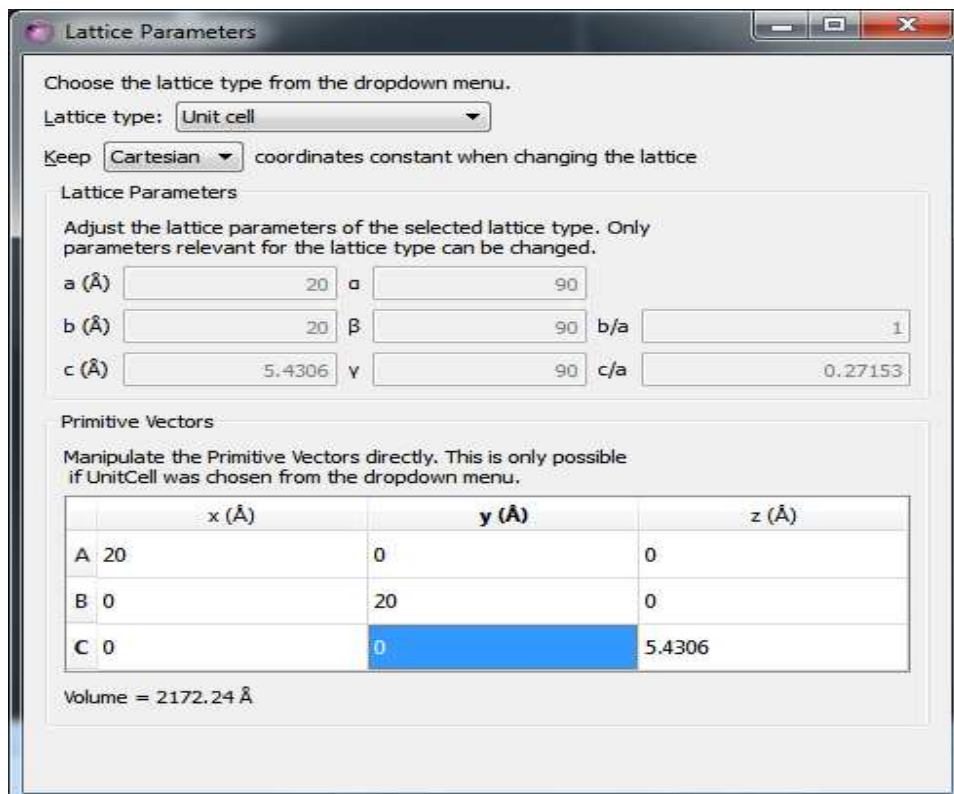 Lattice Parameters
Choose the lattice type from the dropdown menu.
Lattice type: Unit cell
Keep Cartesian coordinates constant when changing the lattice
Lattice Parameters
Adjust the lattice parameters of the selected lattice type. Only
parameters relevant for the lattice type can be changed.
a (Å) 20 α 90
b (Å) 20 β 90 b/a 1
c (Å) 5.4306 γ 90 c/a 0.27153
Primitive Vectors
Manipulate the Primitive Vectors directly. This is only possible
if UnitCell was chosen from the dropdown menu.
x (Å) y (Å) z (Å)
A 20 0 0
B 0 20 0
C 0 0 5.4306
Volume = 2172.24 Å